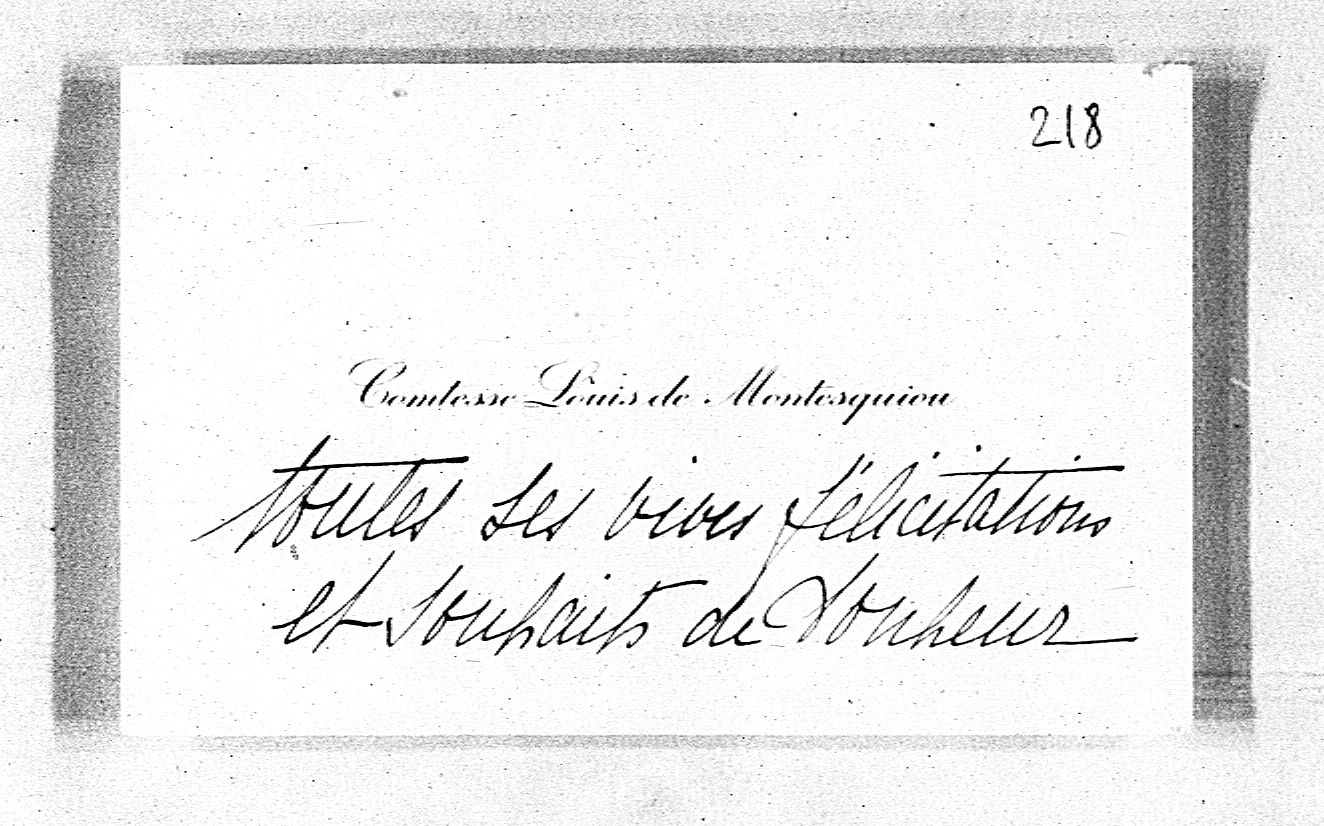 218
Comtesse Louis de Montesquiou
toutes ses vives félicitations
et souhaits de bonheur